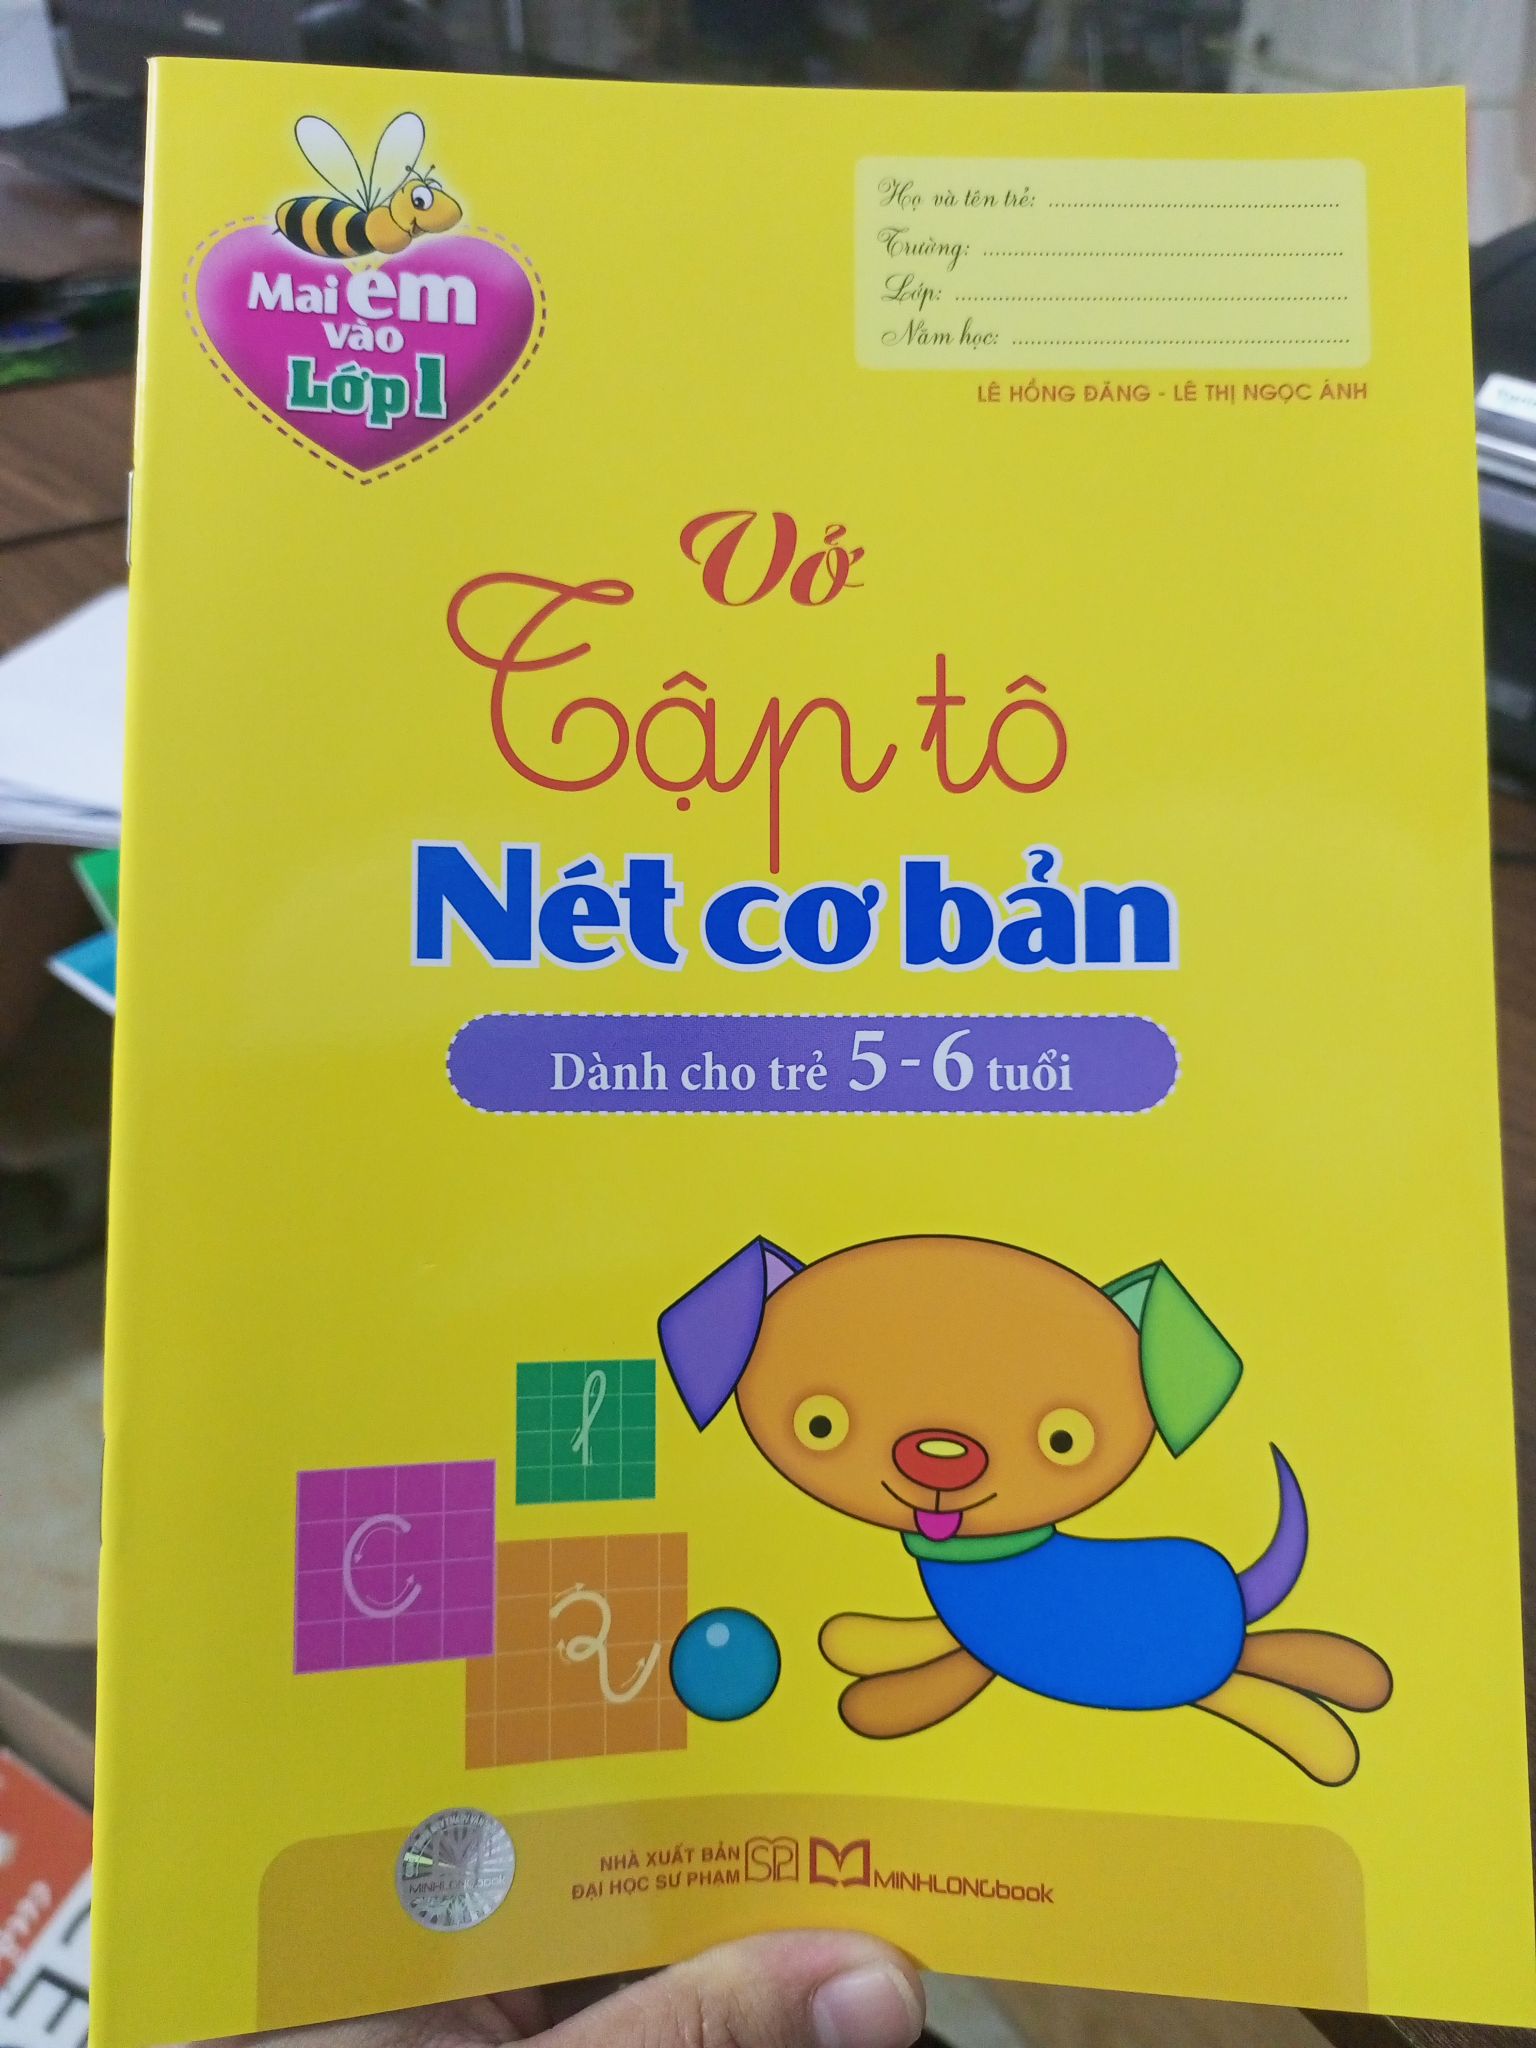 Mai em
vào
Lớp 1
Họ và tên trẻ: ........................................
Trường: ........................................
Lớp: ........................................
Năm học: ........................................
LÊ HỒNG ĐĂNG - LÊ THỊ NGỌC ÁNH
Vở
Tập tô
Nét cơ bản
Dành cho trẻ 5-6 tuổi
NHÀ XUẤT BẢN
ĐẠI HỌC SƯ PHẠM
SP
MINHLONGbook
MINHLONGbook